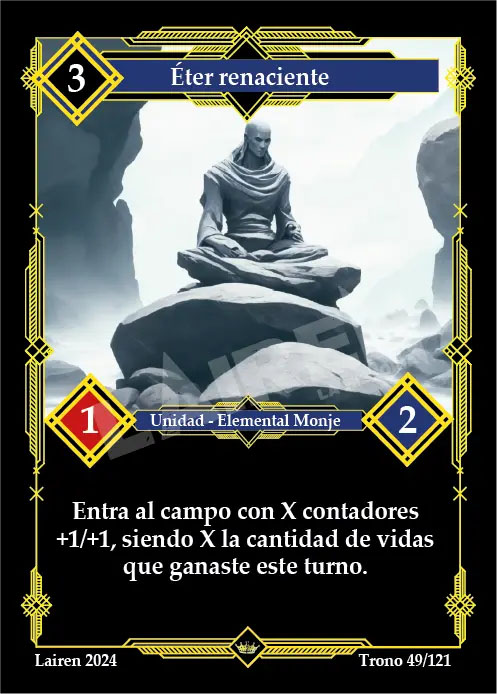 3
Éter renaciente
LAIREN
1
Unidad - Elemental Monje
2
Entra al campo con X contadores
+1/+1, siendo X la cantidad de vidas
que ganaste este turno.
Lairen 2024
Trono 49/121